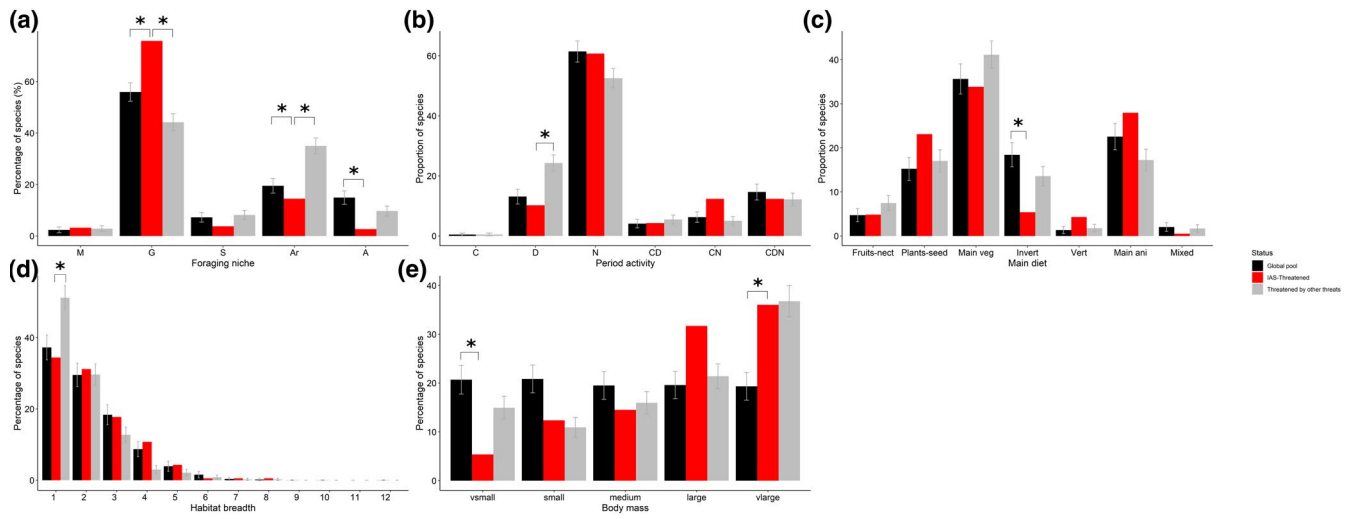 (a)
Percentage of species (%)
60
40
20
0
* *
* *
*
M G S Ar A
Foraging niche
(b)
Proportion of species
60
40
20
0
*
C D N CD CN CDN
Period activity
(c)
Proportion of species
40
30
20
10
0
*
Fruits-nect Plants-seed Main veg Invert Vert Main ani Mixed
Main diet
Status
Global pool
IAS-Threatened
Threatened by other threats
(d)
Percentage of species
40
20
0
*
1 2 3 4 5 6 7 8 9 10 11 12
Habitat breadth
(e)
Percentage of species
40
30
20
10
0
*
*
vsmall small medium large vlarge
Body mass